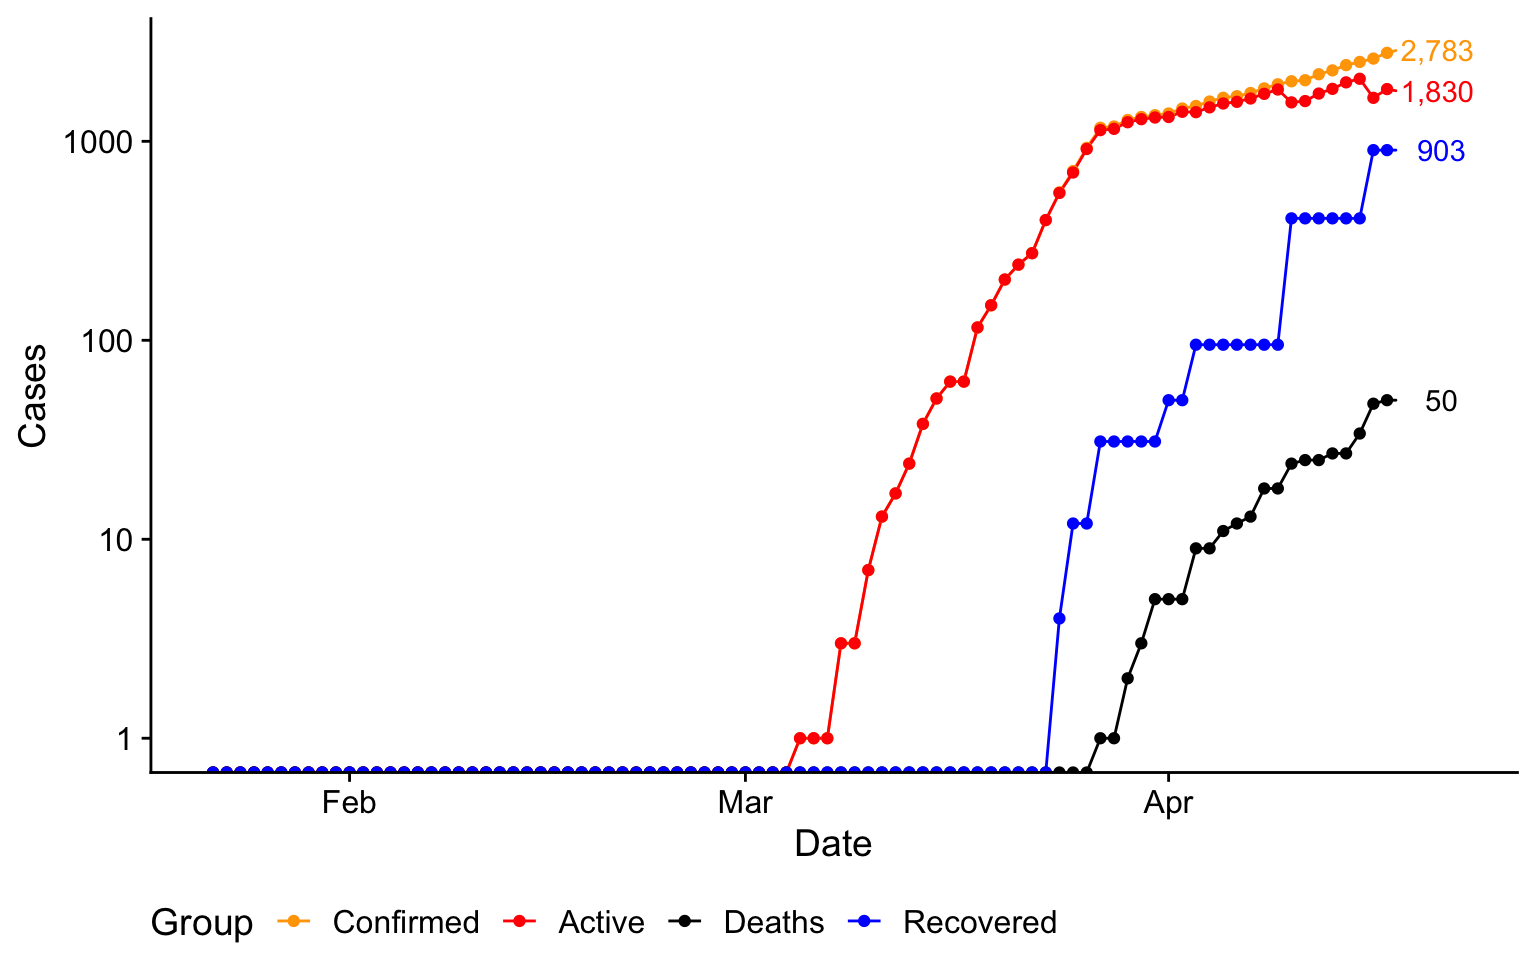 2,783
1,830
903
50
1000
100
10
1
Cases
Feb Mar Apr
Date
Group Confirmed Active Deaths Recovered